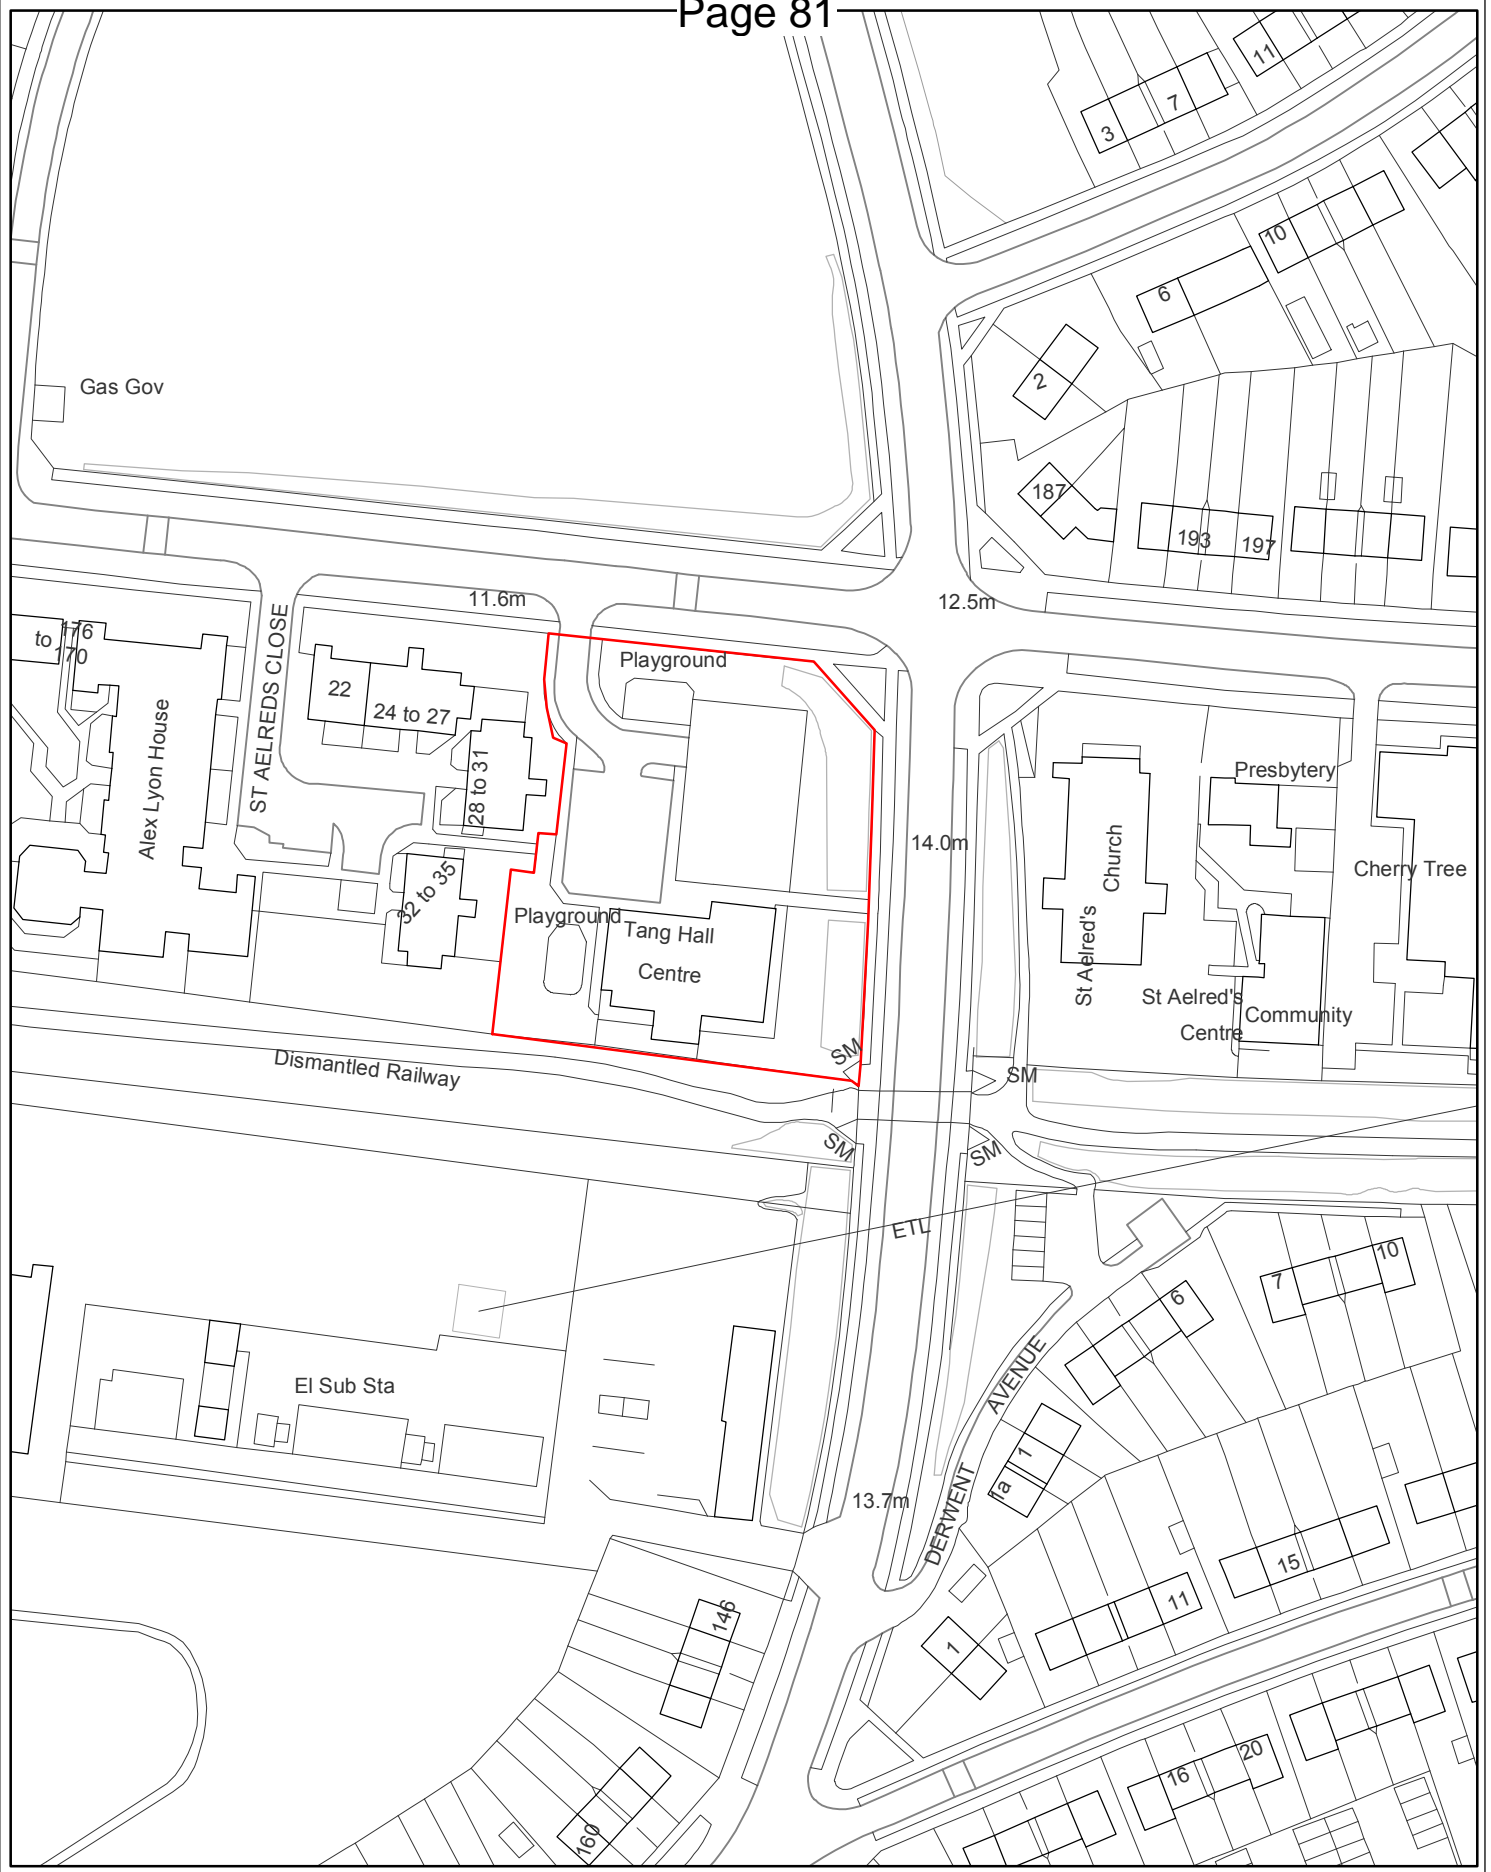 Page 81
11
7
3
10
6
2
Gas Gov
187
193
197
11.6m
12.5m
176
to
170
ST AELREDS CLOSE
Playground
22
24 to 27
Alex Lyon House
28 to 31
Presbytery
14.0m
Church
St Aelred's
Cherry Tree
32 to 35
Playground
Tang Hall
Centre
St Aelred's
Community
Centre
SM
SM
Dismantled Railway
SM
SM
ETL
10
7
6
El Sub Sta
AVENUE
DERWENT
1
1a
13.7m
15
11
146
1
20
16
160